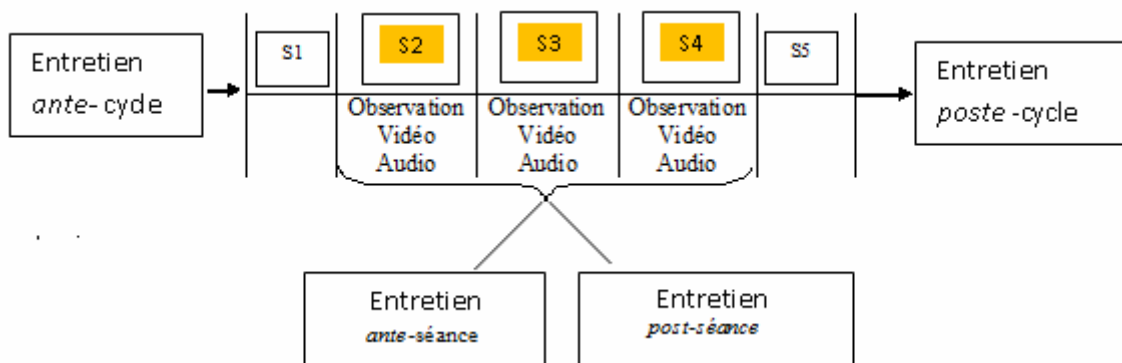 Entretien
ante- cycle
S1
S2
S3
S4
S5
Entretien
poste -cycle
Observation
Vidéo
Audio
Observation
Vidéo
Audio
Observation
Vidéo
Audio
Entretien
ante-séance
Entretien
post-séance